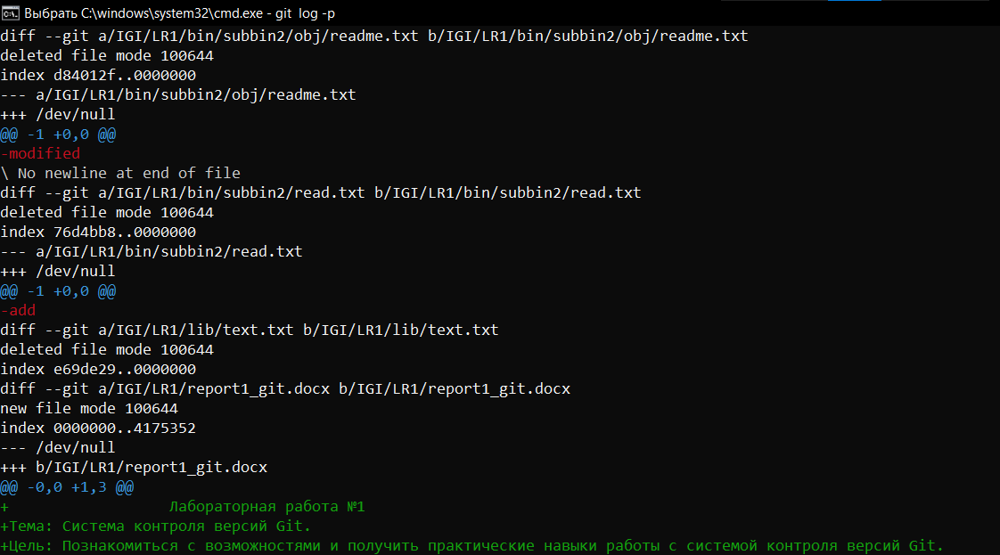 Выбрать C:\windows\system32\cmd.exe - git  log -p
diff --git a/IGI/LR1/bin/subbin2/obj/readme.txt b/IGI/LR1/bin/subbin2/obj/readme.txt
deleted file mode 100644
index d84012f..0000000
--- a/IGI/LR1/bin/subbin2/obj/readme.txt
+++ /dev/null
@@ -1 +0,0 @@
-modified
\ No newline at end of file
diff --git a/IGI/LR1/bin/subbin2/read.txt b/IGI/LR1/bin/subbin2/read.txt
deleted file mode 100644
index 76d4bb8..0000000
--- a/IGI/LR1/bin/subbin2/read.txt
+++ /dev/null
@@ -1 +0,0 @@
-add
diff --git a/IGI/LR1/lib/text.txt b/IGI/LR1/lib/text.txt
deleted file mode 100644
index e69de29..0000000
diff --git a/IGI/LR1/report1_git.docx b/IGI/LR1/report1_git.docx
new file mode 100644
index 0000000..4175352
--- /dev/null
+++ b/IGI/LR1/report1_git.docx
@@ -0,0 +1,3 @@
+                  Лабораторная работа №1
+Тема: Система контроля версий Git.
+Цель: Познакомиться с возможностями и получить практические навыки работы с системой контроля версий Git.